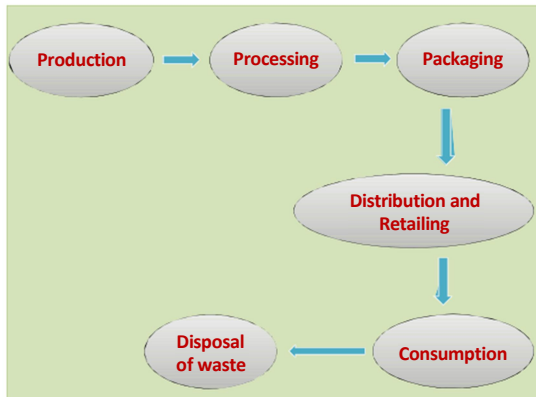 Production
Processing
Packaging
Distribution and
Retailing
Consumption
Disposal
of waste